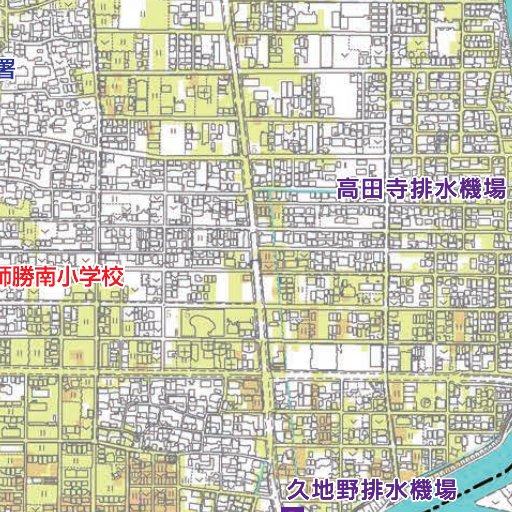 署
高田寺排水機場
師勝南小学校
久地野排水機場